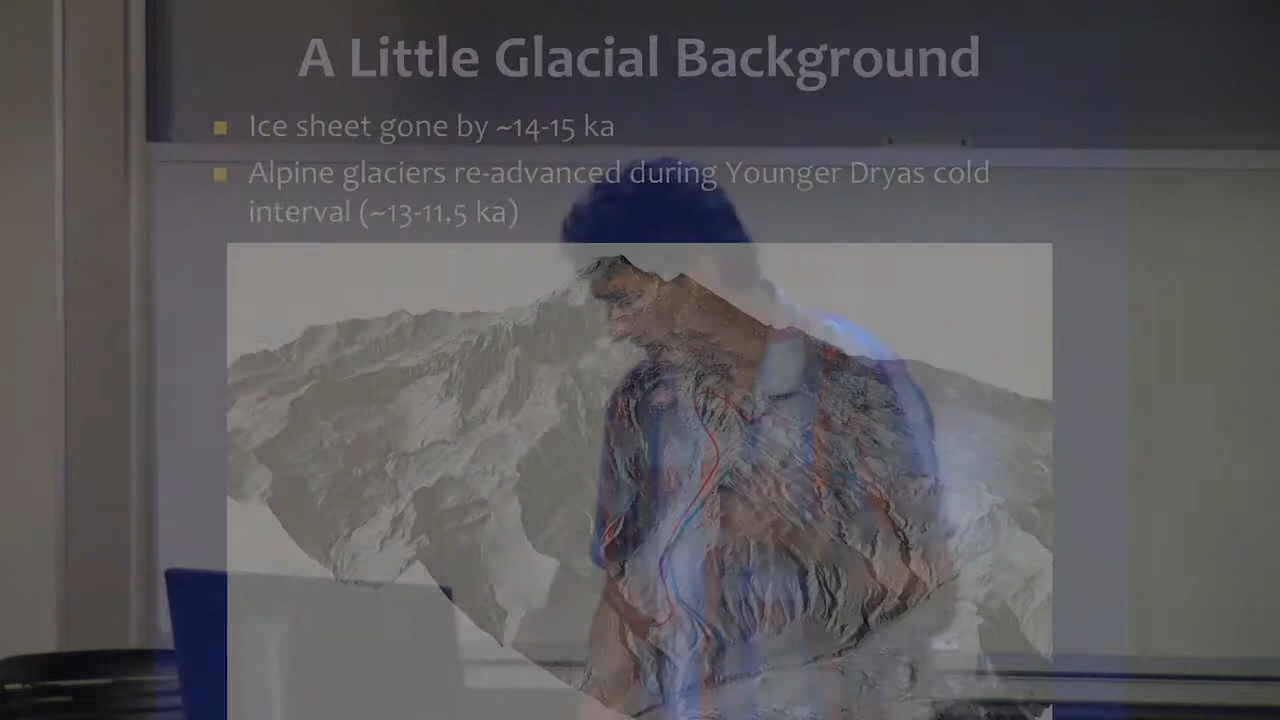 A Little Glacial Background
Ice sheet gone by ~14-15 ka
Alpine glaciers re-advanced during Younger Dryas cold
interval (~13-11.5 ka)